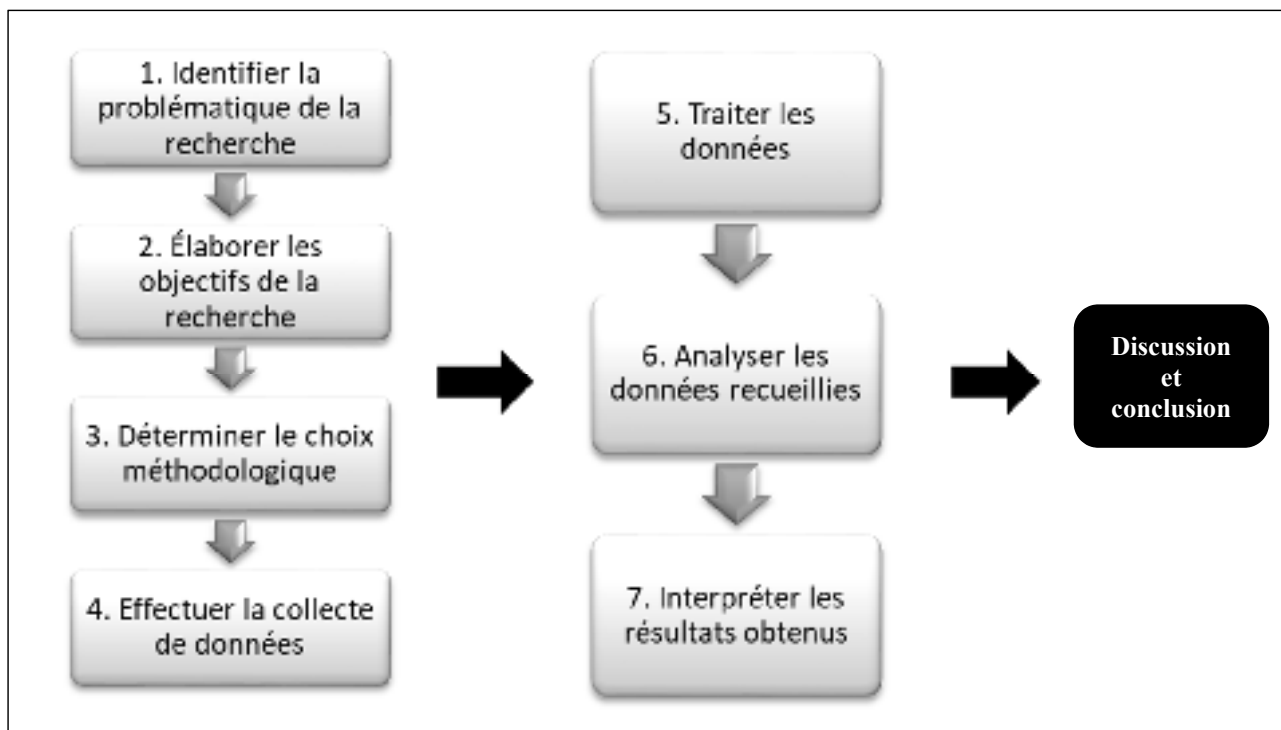 1. Identifier la
problématique de la
recherche
2. Élaborer les
objectifs de la
recherche
3. Déterminer le choix
méthodologique
4. Effectuer la collecte
de données
5. Traiter les
données
6. Analyser les
données recueillies
7. Interpréter les
résultats obtenus
Discussion
et
conclusion